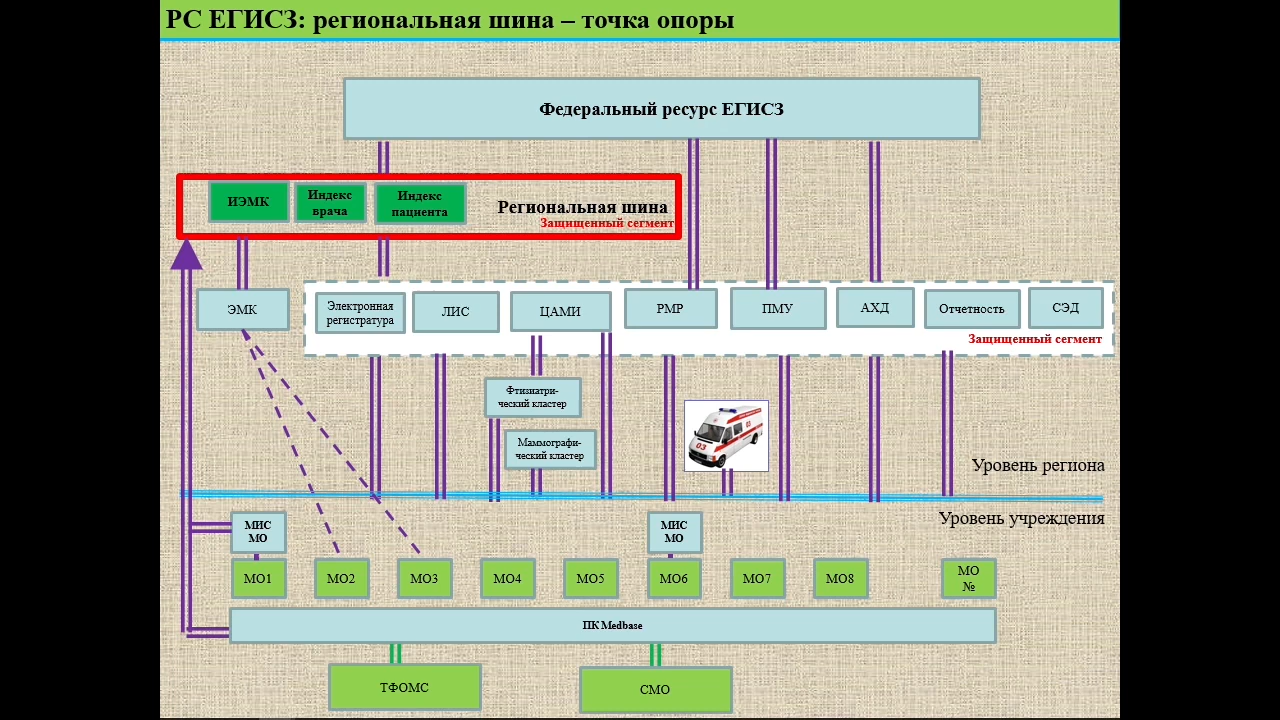 РС ЕГИСЗ: региональная шина – точка опоры
Федеральный ресурс ЕГИСЗ
ИЭМК
Индекс
врача
Индекс
пациента
Региональная шина
Защищенный сегмент
ЭМК
Электронная
регистратура
ЛИС
ЦАМИ
РМР
ПМУ
АХД
Отчетность
СЭД
Защищенный сегмент
Фтизиатри-
ческий кластер
Маммографи-
ческий кластер
03
Уровень региона
Уровень учреждения
МИС
МО
МИС
МО
МО1
МО2
МО3
МО4
МО5
МО6
МО7
МО8
МО
№
ПК Medbase
ТФОМС
СМО